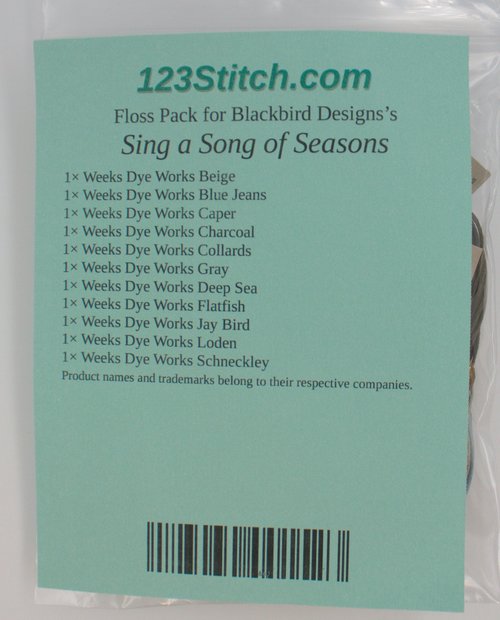 123Stitch.com
Floss Pack for Blackbird Designs's
Sing a Song of Seasons
1× Weeks Dye Works Beige
1× Weeks Dye Works Blue Jeans
1× Weeks Dye Works Caper
1× Weeks Dye Works Charcoal
1× Weeks Dye Works Collards
1× Weeks Dye Works Gray
1× Weeks Dye Works Deep Sea
1× Weeks Dye Works Flatfish
1× Weeks Dye Works Jay Bird
1× Weeks Dye Works Loden
1× Weeks Dye Works Schneckley
Product names and trademarks belong to their respective companies.